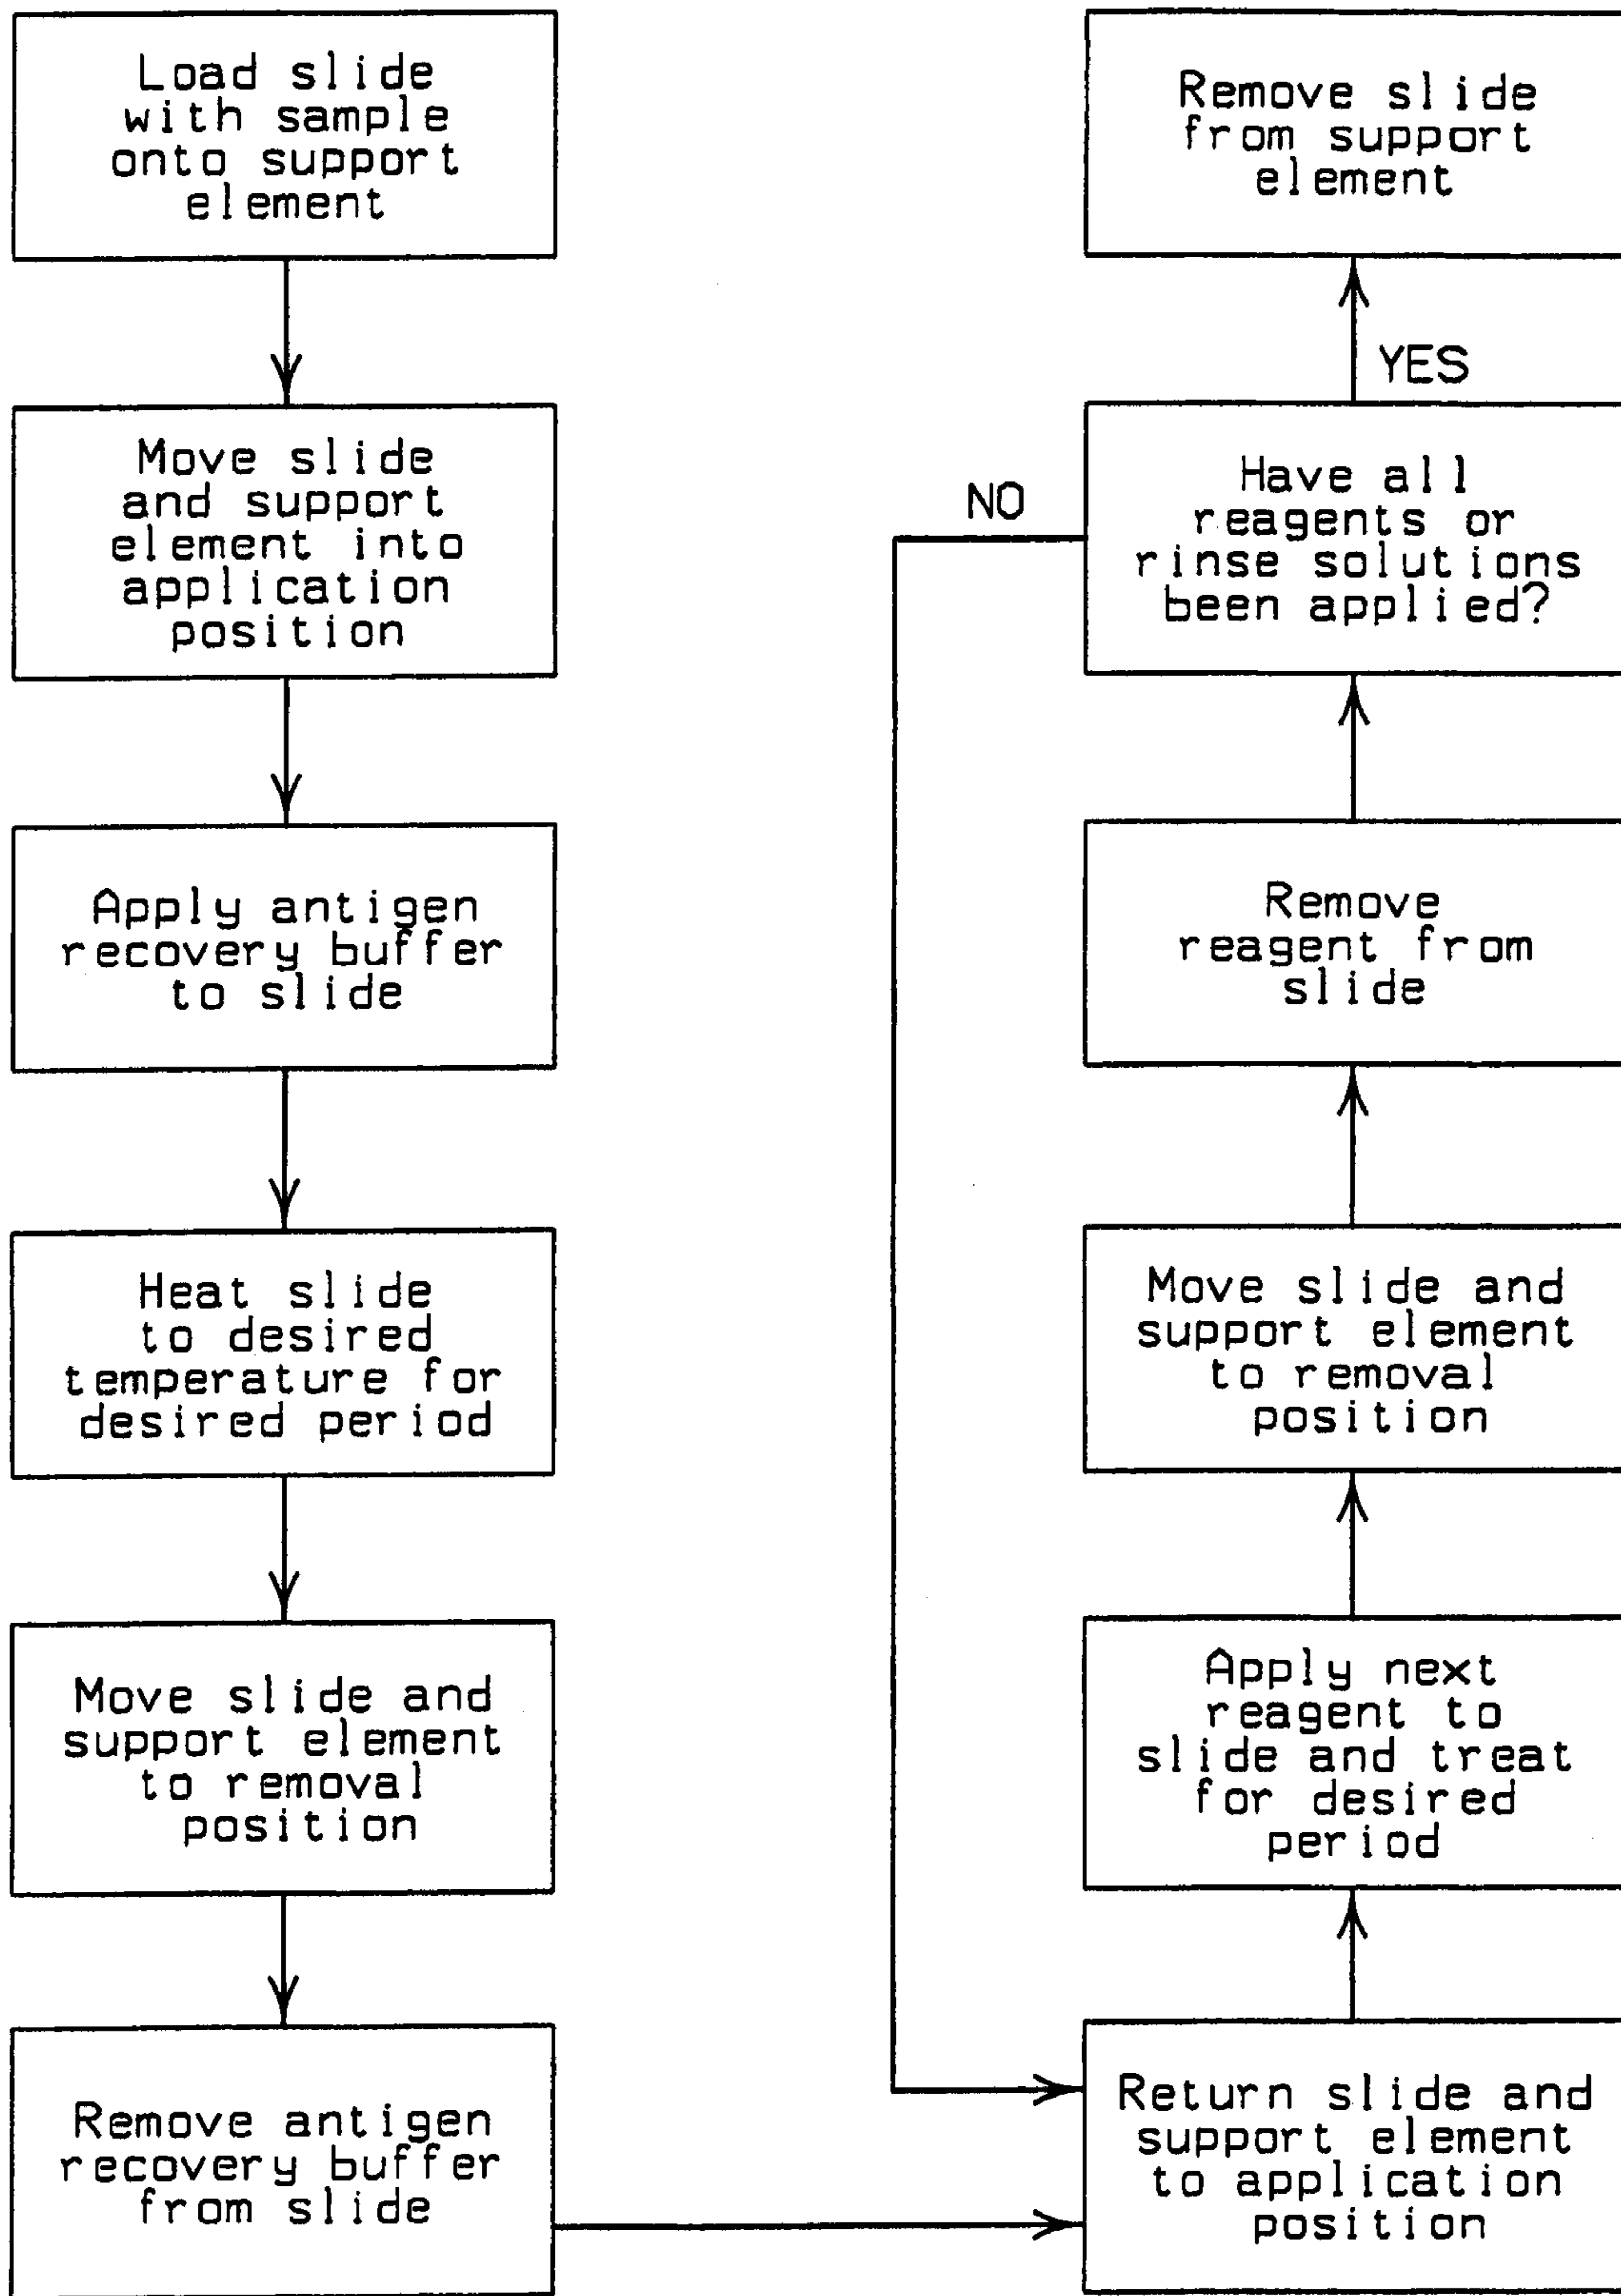 Load slide
with sample
onto support
element
Move slide
and support
element into
application
position
Apply antigen
recovery buffer
to slide
Heat slide
to desired
temperature for
desired period
Move slide and
support element
to removal
position
Remove antigen
recovery buffer
from slide
Return slide and
support element
to application
position
Apply next
reagent to
slide and treat
for desired
period
Move slide and
support element
to removal
position
Remove
reagent from
slide
Have all
reagents or
rinse solutions
been applied?
NO
YES
Remove slide
from support
element